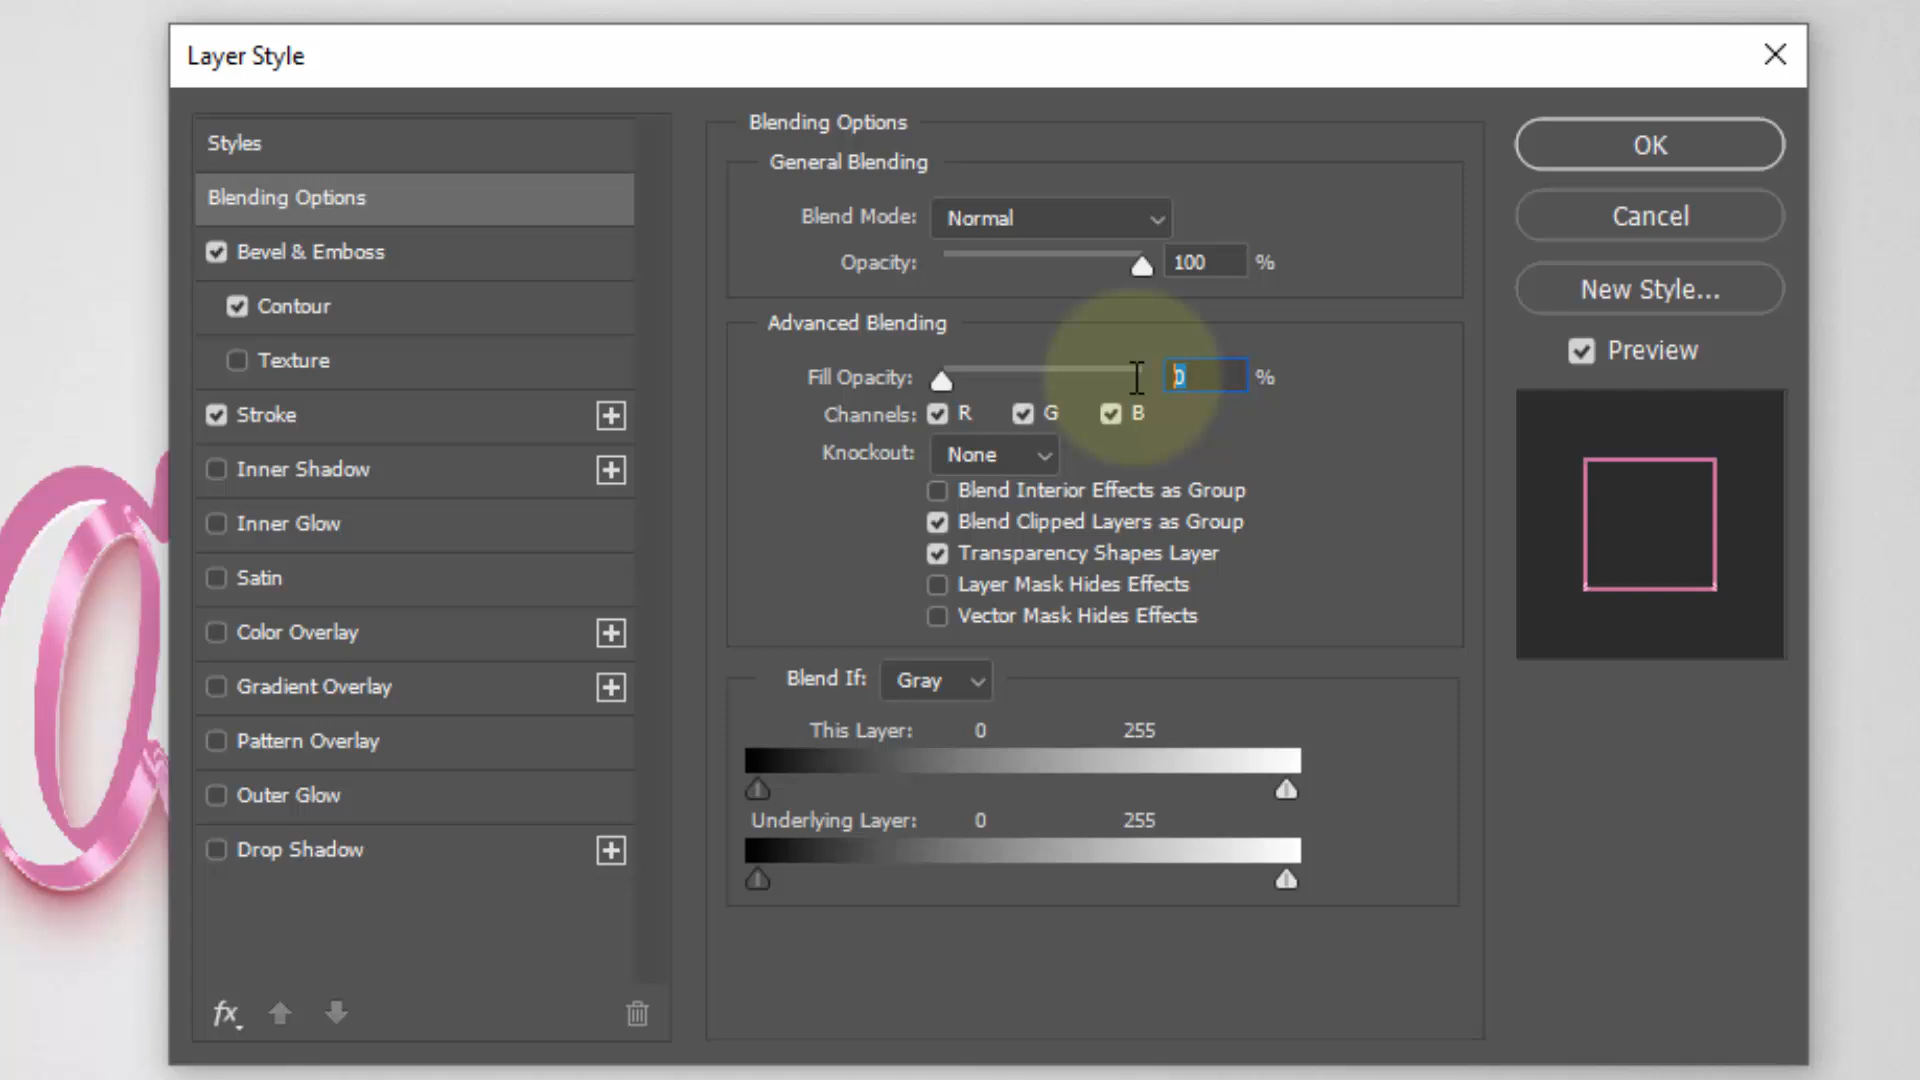 Layer Style
Styles
Blending Options
Bevel & Emboss
Contour
Texture
Stroke
Inner Shadow
Inner Glow
Satin
Color Overlay
Gradient Overlay
Pattern Overlay
Outer Glow
Drop Shadow
fx
Blending Options
General Blending
Blend Mode: Normal
Opacity: 100 %
Advanced Blending
Fill Opacity: 0 %
Channels: R G B
Knockout: None
Blend Interior Effects as Group
Blend Clipped Layers as Group
Transparency Shapes Layer
Layer Mask Hides Effects
Vector Mask Hides Effects
Blend If: Gray
This Layer: 0 255
Underlying Layer: 0 255
OK
Cancel
New Style...
Preview